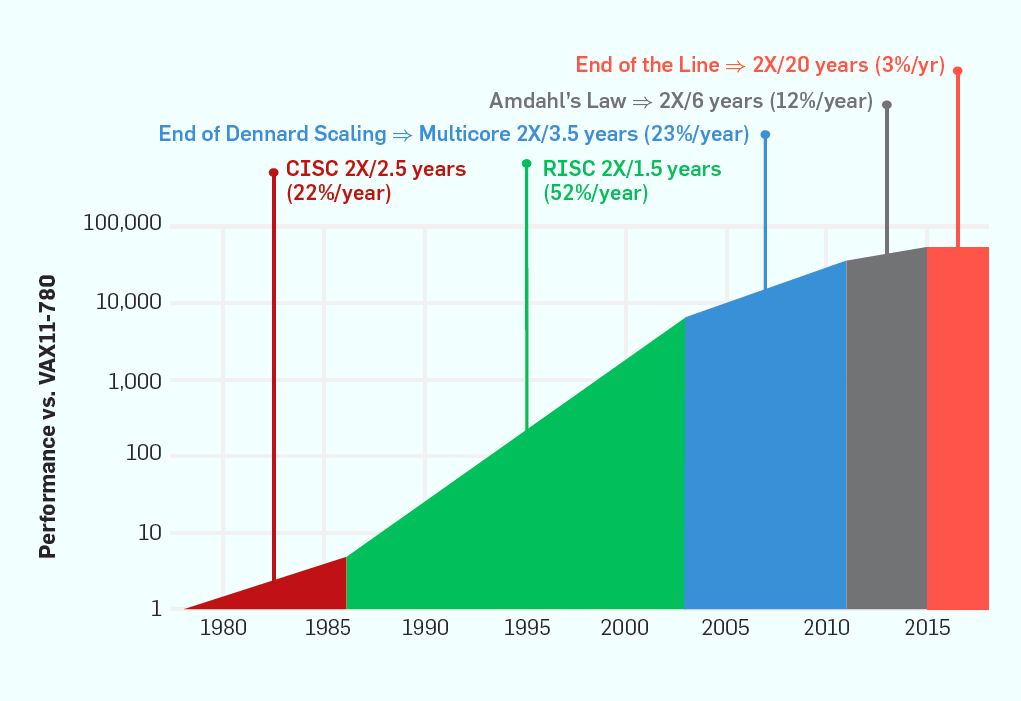 End of the Line ⇒ 2X/20 years (3%/yr)
Amdahl's Law ⇒ 2X/6 years (12%/year)
End of Dennard Scaling ⇒ Multicore 2X/3.5 years (23%/year)
CISC 2X/2.5 years
(22%/year)
RISC 2X/1.5 years
(52%/year)
100,000
10,000
1,000
100
10
1
Performance vs. VAX11-780
1980 1985 1990 1995 2000 2005 2010 2015